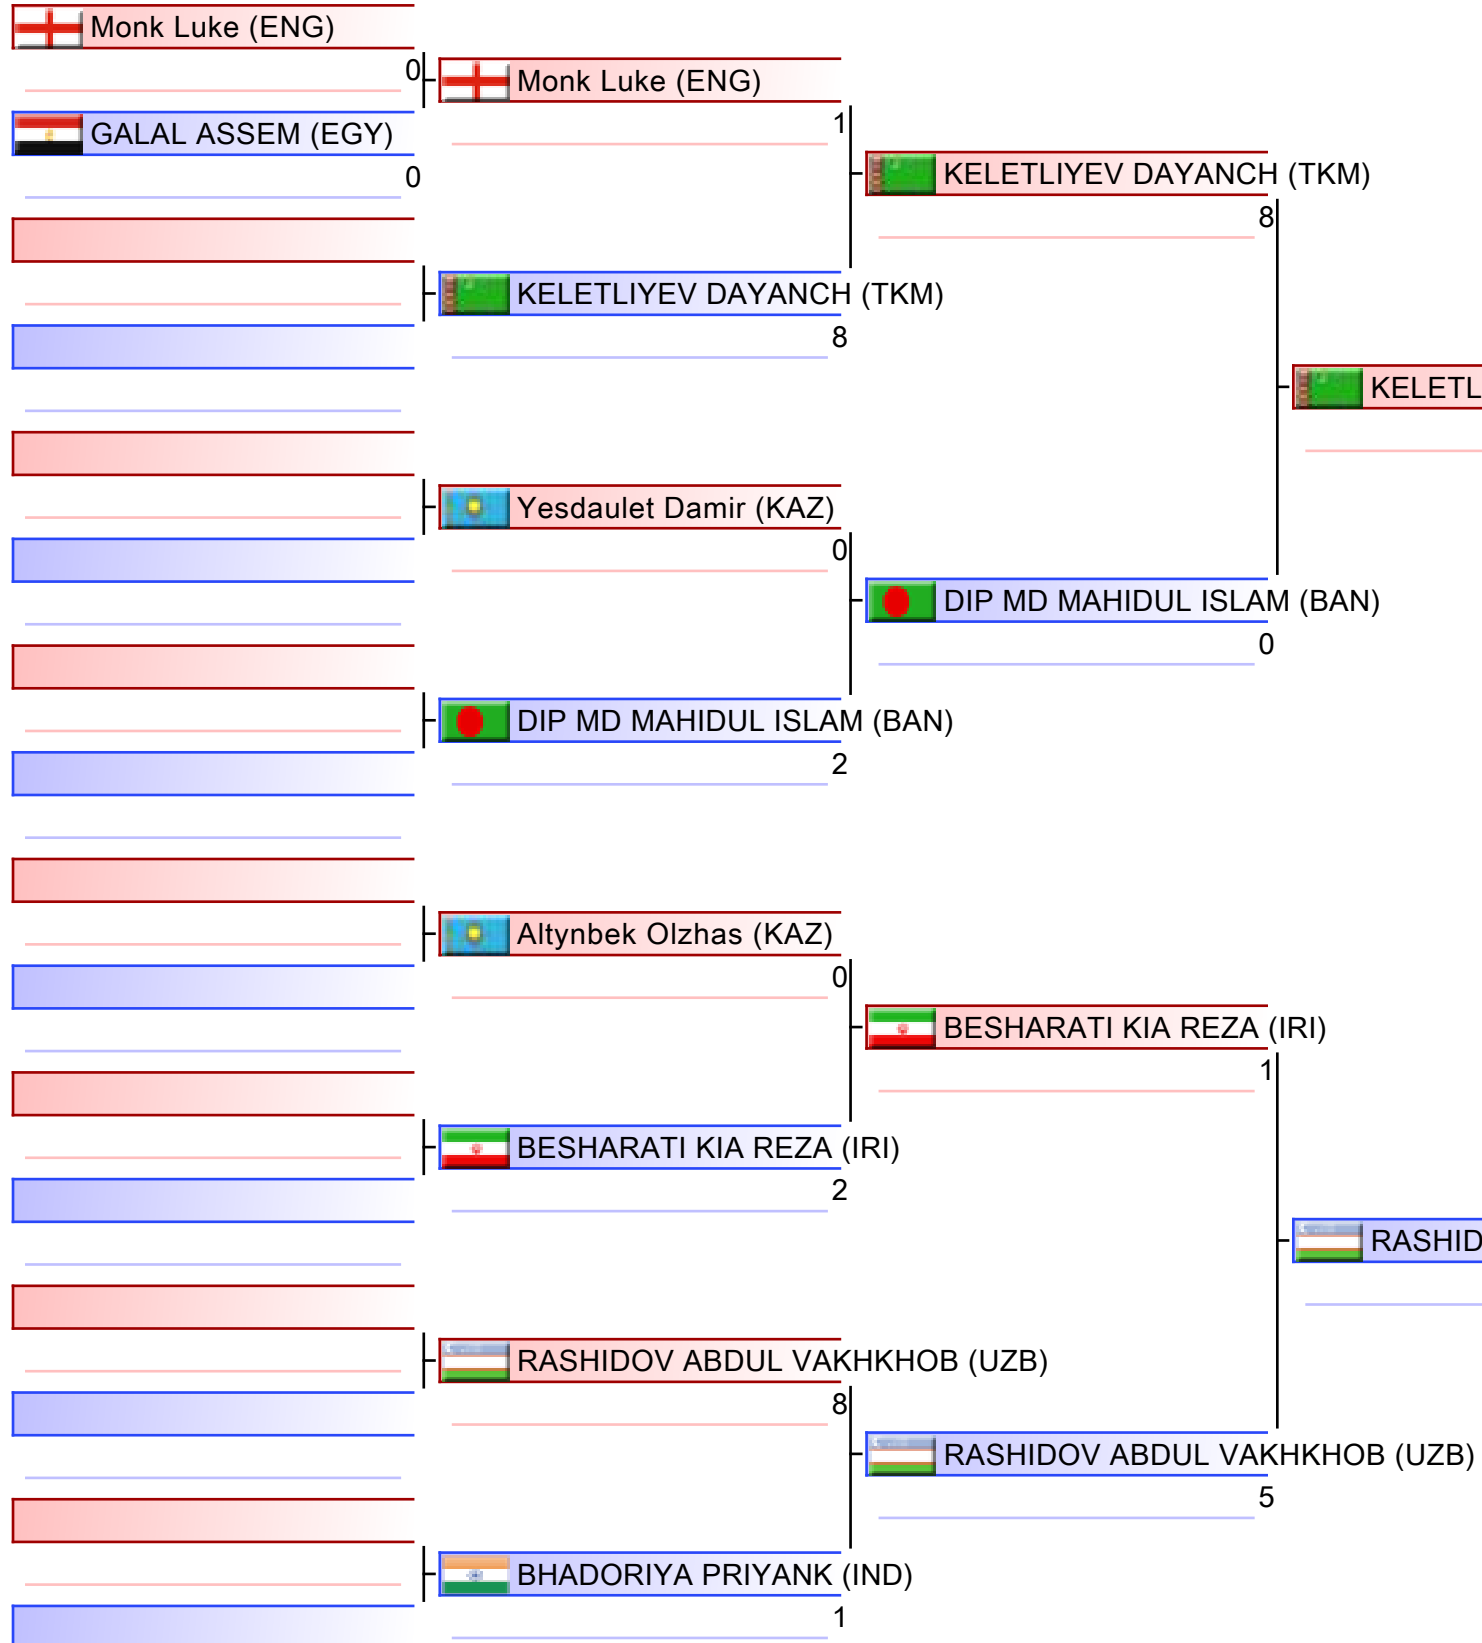 Monk Luke (ENG)
0
GALAL ASSEM (EGY)
0
Monk Luke (ENG)
1
KELETLIYEV DAYANCH (TKM)
8
Yesdaulet Damir (KAZ)
0
DIP MD MAHIDUL ISLAM (BAN)
2
Altynbek Olzhas (KAZ)
0
BESHARATI KIA REZA (IRI)
2
RASHIDOV ABDUL VAKHKHOB (UZB)
8
BHADORIYA PRIYANK (IND)
1
KELETLIYEV DAYANCH (TKM)
8
DIP MD MAHIDUL ISLAM (BAN)
0
BESHARATI KIA REZA (IRI)
1
RASHIDOV ABDUL VAKHKHOB (UZB)
5
KELETL
RASHID